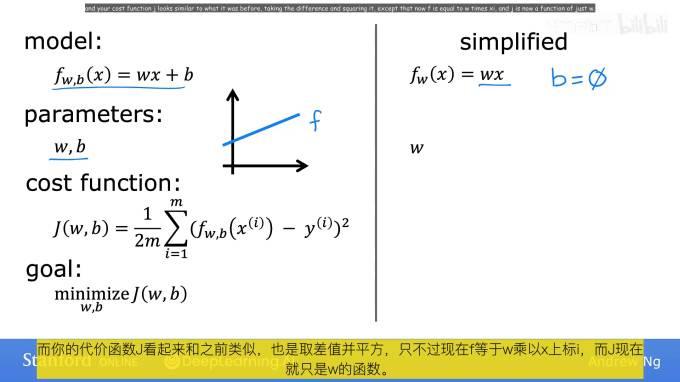 and your cost function j looks similar to what it was before, taking the difference and squaring it, except that now f is equal to w times xi, and j is now a function of just w.
bilibili
model:
f_{w,b}(x) = wx + b
parameters:
w, b
f
cost function:
J(w, b) = \frac{1}{2m} \sum_{i=1}^{m} (f_{w,b}(x^{(i)}) - y^{(i)})^2
goal:
minimize_{w,b} J(w, b)
simplified
f_w(x) = wx
b=∅
w
而你的代价函数J看起来和之前类似，也是取差值并平方，只不过现在f等于w乘以x上标i，而J现在
就只是w的函数。
Stanford ONLINE
DeepLearning.AI
Andrew Ng